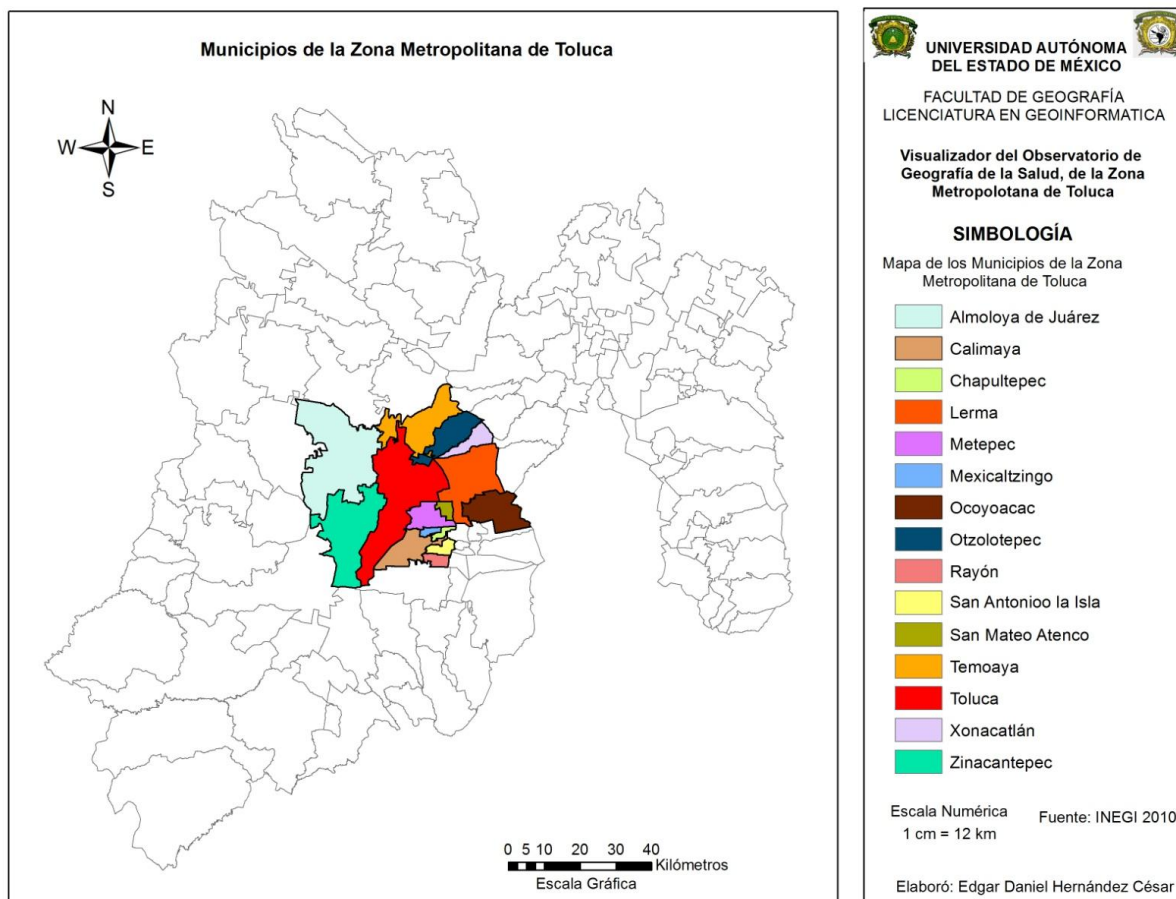 Municipios de la Zona Metropolitana de Toluca
N
W E
S
0 5 10 20 30 40
Kilómetros
Escala Gráfica
UNIVERSIDAD AUTÓNOMA
DEL ESTADO DE MÉXICO
FACULTAD DE GEOGRAFÍA
LICENCIATURA EN GEOINFORMATICA
Visualizador del Observatorio de
Geografía de la Salud, de la Zona
Metropolotana de Toluca
SIMBOLOGÍA
Mapa de los Municipios de la Zona
Metropolitana de Toluca
Almoloya de Juárez
Calimaya
Chapultepec
Lerma
Metepec
Mexicaltzingo
Ocoyoacac
Otzolotepec
Rayón
San Antonioo la Isla
San Mateo Atenco
Temoaya
Toluca
Xonacatlán
Zinacantepec
Escala Numérica
1 cm = 12 km
Fuente: INEGI 2010
Elaboró: Edgar Daniel Hernández César